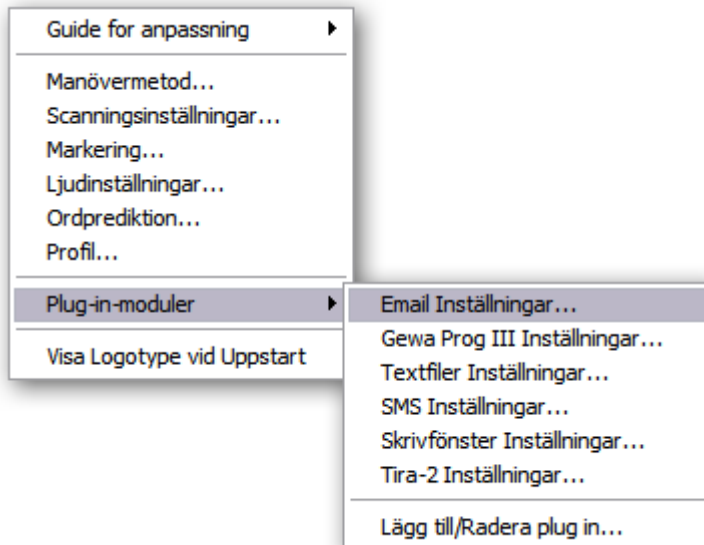 Guide for anpassning
Manövermetod...
Scanningsinställningar...
Markering...
Ljudinställningar...
Ordprediktion...
Profil...
Plug-in-moduler
Visa Logotype vid Uppstart
Email Inställningar...
Gewa Prog III Inställningar...
Textfiler Inställningar...
SMS Inställningar...
Skrivfönster Inställningar...
Tira-2 Inställningar...
Lägg till/Radera plug in...